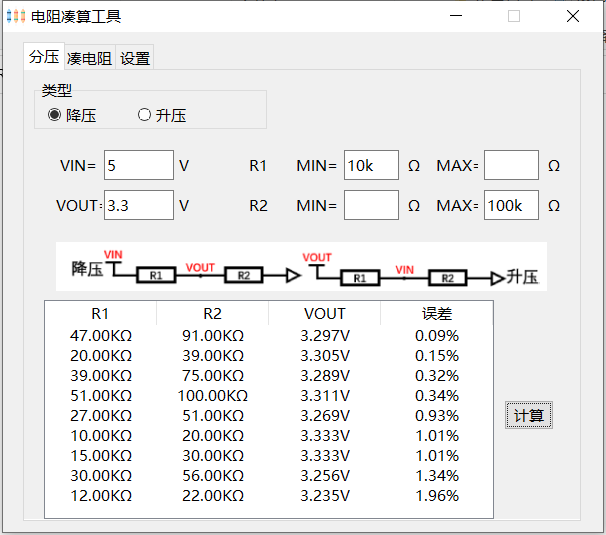 电阻凑算工具
分压 凑电阻 设置
类型
降压 升压
VIN= 5 V R1 MIN= 10k Ω MAX= Ω
VOUT= 3.3 V R2 MIN= Ω MAX= 100k Ω
降压 VIN R1 VOUT R2 VOUT R1 VIN R2 升压
R1 R2 VOUT 误差
47.00KΩ 91.00KΩ 3.297V 0.09%
20.00KΩ 39.00KΩ 3.305V 0.15%
39.00KΩ 75.00KΩ 3.289V 0.32%
51.00KΩ 100.00KΩ 3.311V 0.34%
27.00KΩ 51.00KΩ 3.269V 0.93%
10.00KΩ 20.00KΩ 3.333V 1.01%
15.00KΩ 30.00KΩ 3.333V 1.01%
30.00KΩ 56.00KΩ 3.256V 1.34%
12.00KΩ 22.00KΩ 3.235V 1.96%
计算